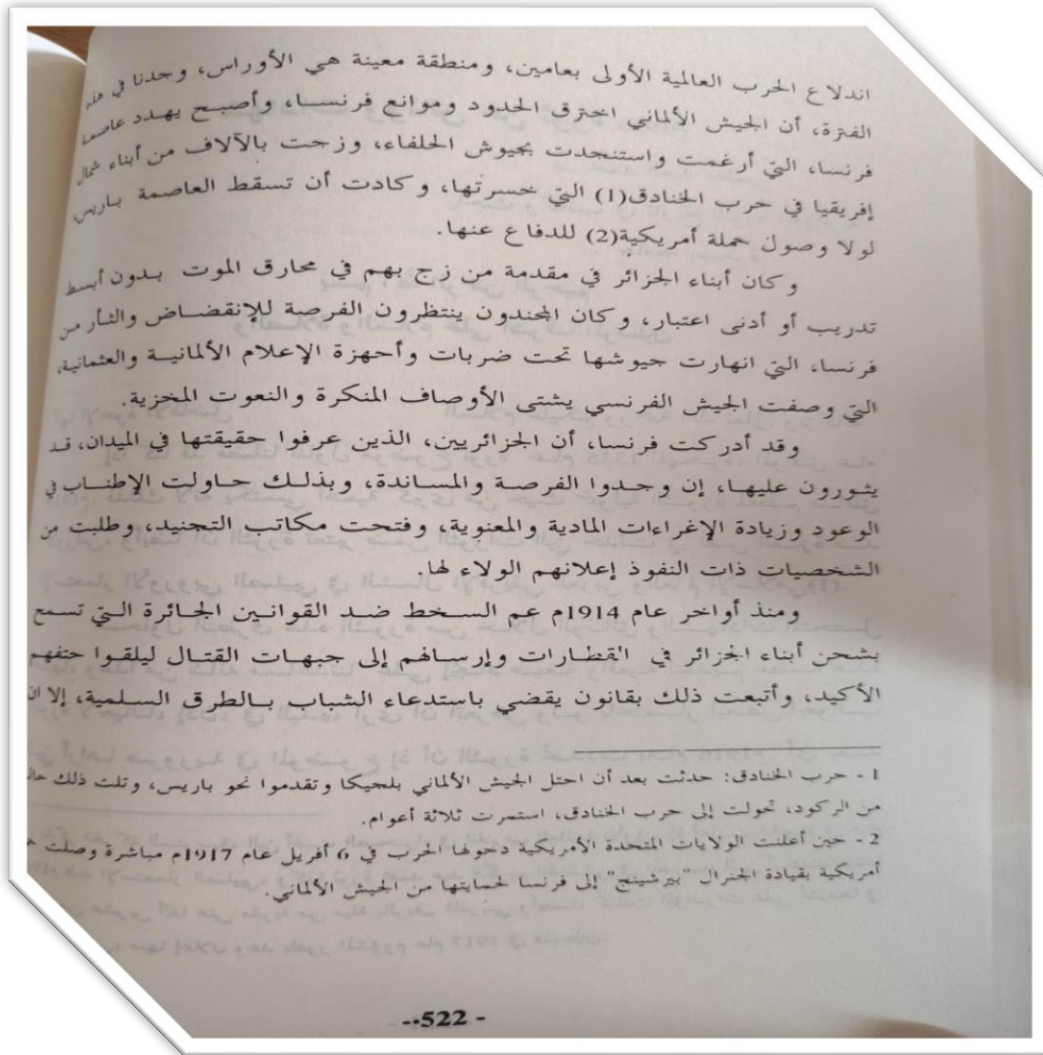 اندلاع الحرب العالمية الأولى بعامين، ومنطقة معينة هي الأوراس، وجدنا في هذه
الفترة، أن الجيش الألماني اخترق الحدود وموانع فرنسا، وأصبح يهدد عاصمة
فرنسا، التي أرغمت واستنجدت بجيوش الحلفاء، وزجت بالآلاف من أبناء شمال
إفريقيا في حرب الخنادق(1) التي خسرتها، وكادت أن تسقط العاصمة باريس،
لولا وصول حملة أمريكية(2) للدفاع عنها.
وكان أبناء الجزائر في مقدمة من زج بهم في محارق الموت بدون أبسط
تدريب أو أدنى اعتبار، وكان المجندون ينتظرون الفرصة للإنقضاض والثأر من
فرنسا، التي انهارت جيوشها تحت ضربات وأجهزة الإعلام الألمانية والعثمانية،
التي وصفت الجيش الفرنسي بشتى الأوصاف المنكرة والنعوت المخزية.
وقد أدركت فرنسا، أن الجزائريين، الذين عرفوا حقيقتها في الميدان، قد
يثورون عليها، إن وجدوا الفرصة والمساندة، وبذلك حاولت الإطناب في
الوعود وزيادة الإغراءات المادية والمعنوية، وفتحت مكاتب التجنيد، وطلبت من
الشخصيات ذات النفوذ إعلانهم الولاء لها.
ومنذ أواخر عام 1914م عم السخط ضد القوانين الجائرة التي تسمح
بشحن أبناء الجزائر في القطارات وإرسالهم إلى جبهات القتال ليلقوا حتفهم
الأكيد، وأتبعت ذلك بقانون يقضي باستدعاء الشباب بالطرق السلمية، إلا ان
1 - حرب الخنادق: حدثت بعد أن احتل الجيش الألماني بلجيكا وتقدموا نحو باريس، وتلت ذلك
من الركود، تحولت إلى حرب الخنادق، استمرت ثلاثة أعوام.
2 - حين أعلنت الولايات المتحدة الأمريكية دخولها الحرب في 6 أفريل عام 1917م مباشرة وصلت
أمريكية بقيادة الجنرال "بيرشينج" إلى فرنسا لحمايتها من الجيش الألماني.
--522 -